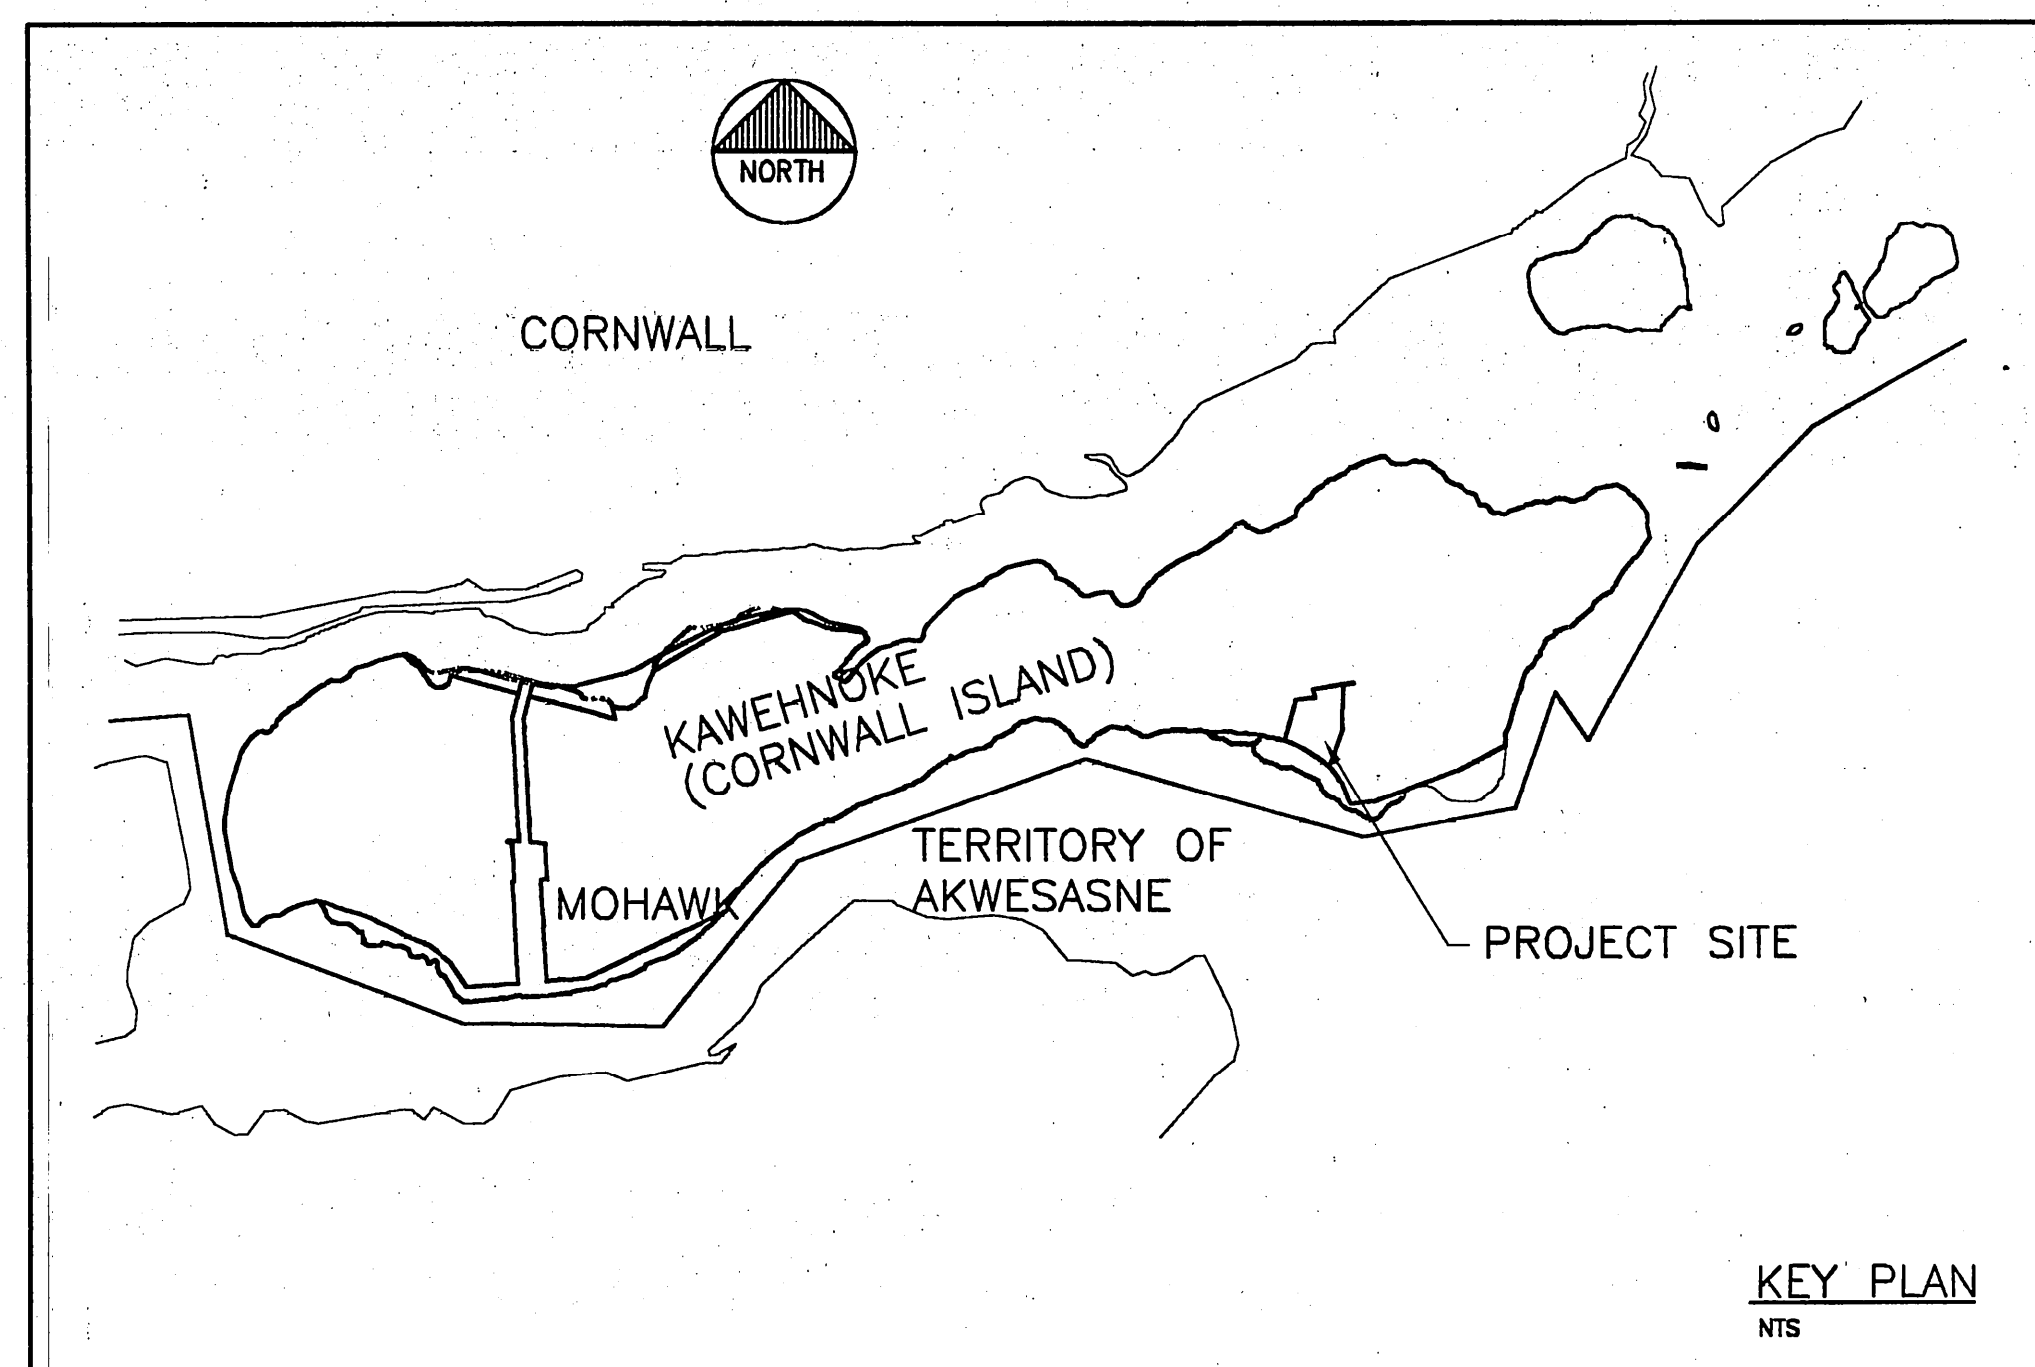 NORTH
CORNWALL
KAWEHNOKE
(CORNWALL ISLAND)
TERRITORY OF
MOHAWK
AKWESASNE
PROJECT SITE
KEY PLAN
NTS